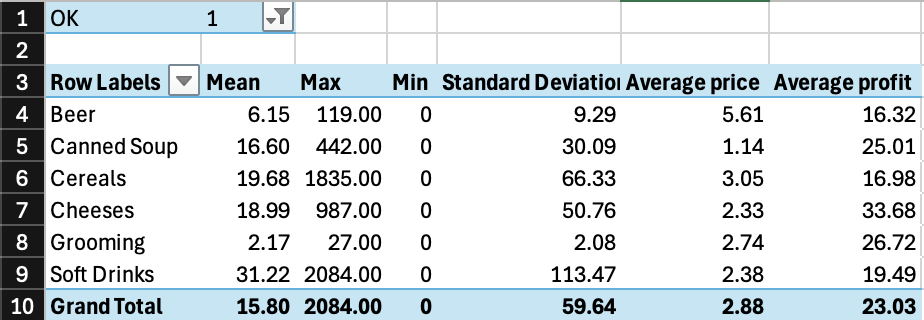 1 OK 1
2
3 Row Labels Mean Max Min Standard Deviation Average price Average profit
4 Beer 6.15 119.00 0 9.29 5.61 16.32
5 Canned Soup 16.60 442.00 0 30.09 1.14 25.01
6 Cereals 19.68 1835.00 0 66.33 3.05 16.98
7 Cheeses 18.99 987.00 0 50.76 2.33 33.68
8 Grooming 2.17 27.00 0 2.08 2.74 26.72
9 Soft Drinks 31.22 2084.00 0 113.47 2.38 19.49
10 Grand Total 15.80 2084.00 0 59.64 2.88 23.03